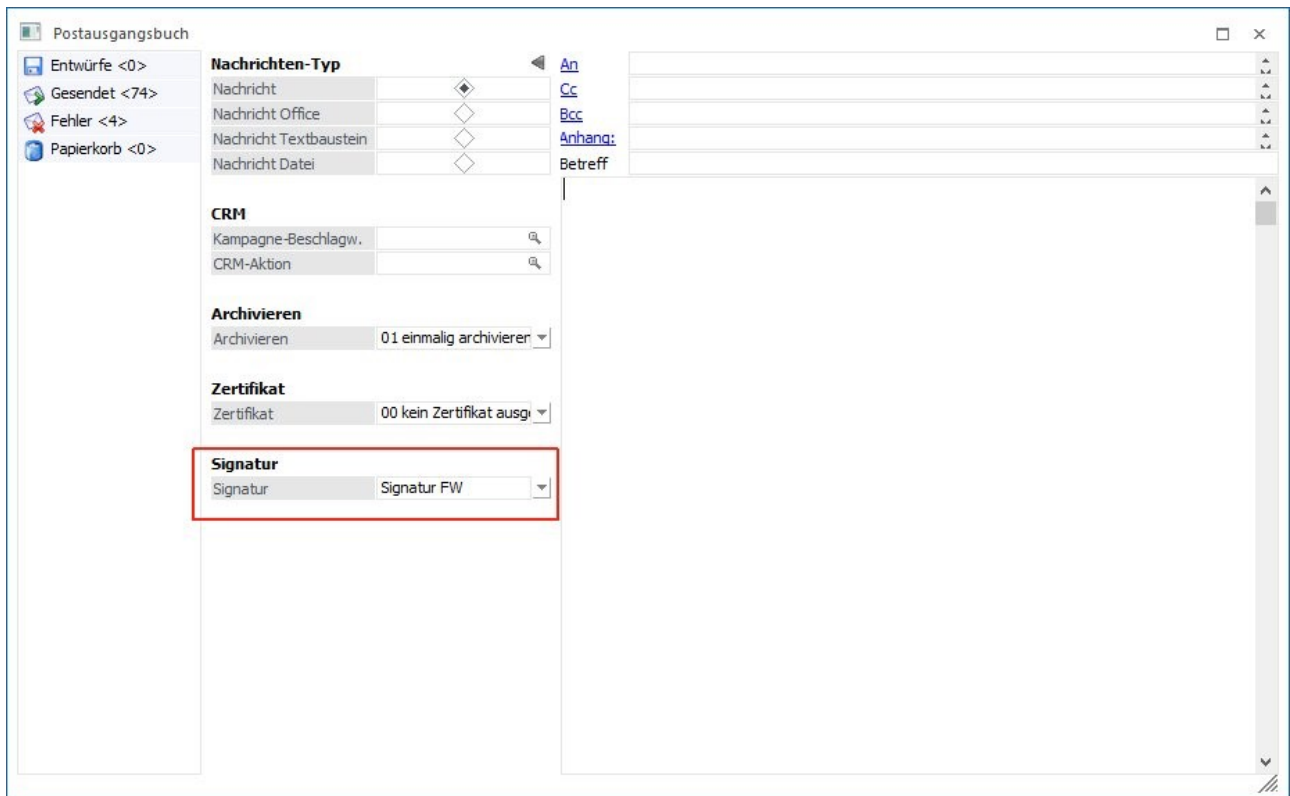 Postausgangsbuch
Entwürfe <0>
Gesendet <74>
Fehler <4>
Papierkorb <0>
Nachrichten-Typ
Nachricht
Nachricht Office
Nachricht Textbaustein
Nachricht Datei
CRM
Kampagne-Beschlagw.
CRM-Aktion
Archivieren
Archivieren 01 einmalig archivieren
Zertifikat
Zertifikat 00 kein Zertifikat ausg
Signatur
Signatur Signatur FW
An
Cc
Bcc
Anhang:
Betreff